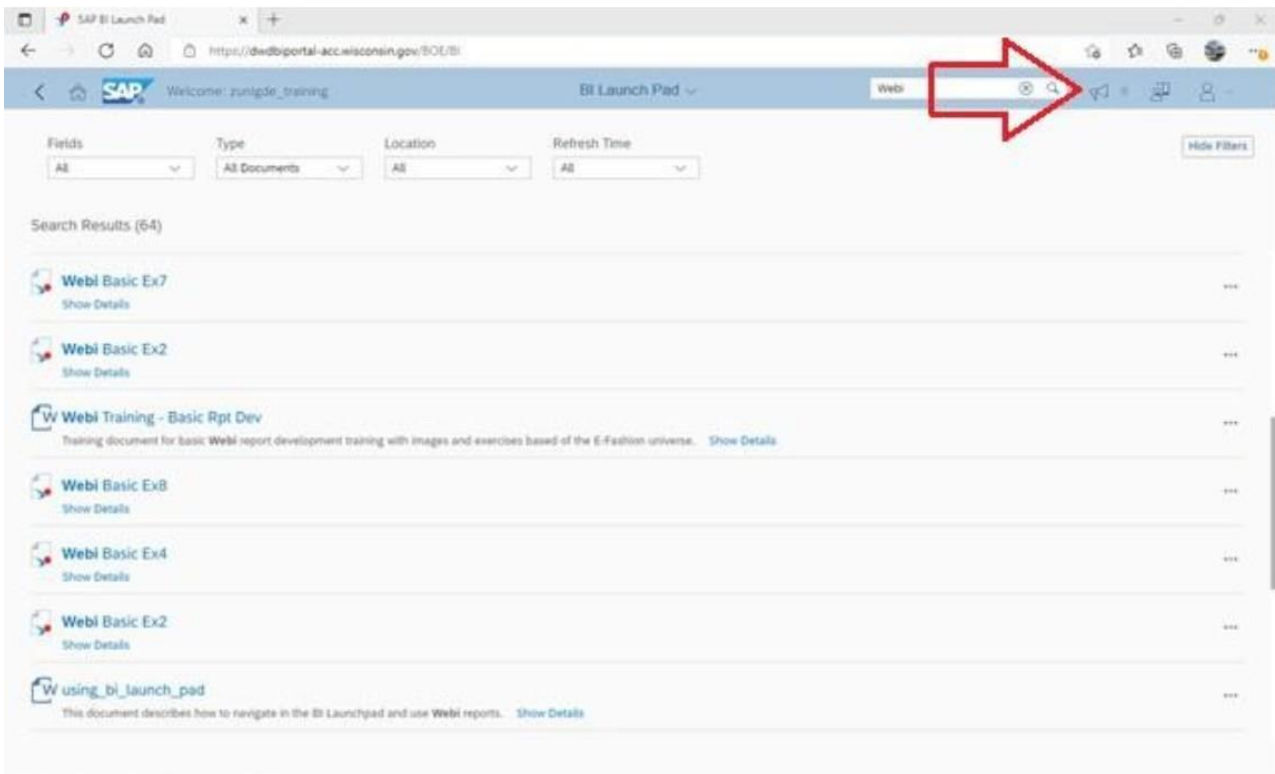 SAP BI Launch Pad
https://dwdbiportal-acc.wisconsin.gov/BOE/BI
SAP Welcome: zunigde_training BI Launch Pad Webi
Fields Type Location Refresh Time
All All Documents All All Hide Filters
Search Results (64)
Webi Basic Ex7
Show Details
Webi Basic Ex2
Show Details
W Webi Training - Basic Rpt Dev
Training document for basic Webi report development training with images and exercises based of the E-Fashion universe. Show Details
Webi Basic Ex8
Show Details
Webi Basic Ex4
Show Details
Webi Basic Ex2
Show Details
W using_bi_launch_pad
This document describes how to navigate in the BI Launchpad and use Webi reports. Show Details